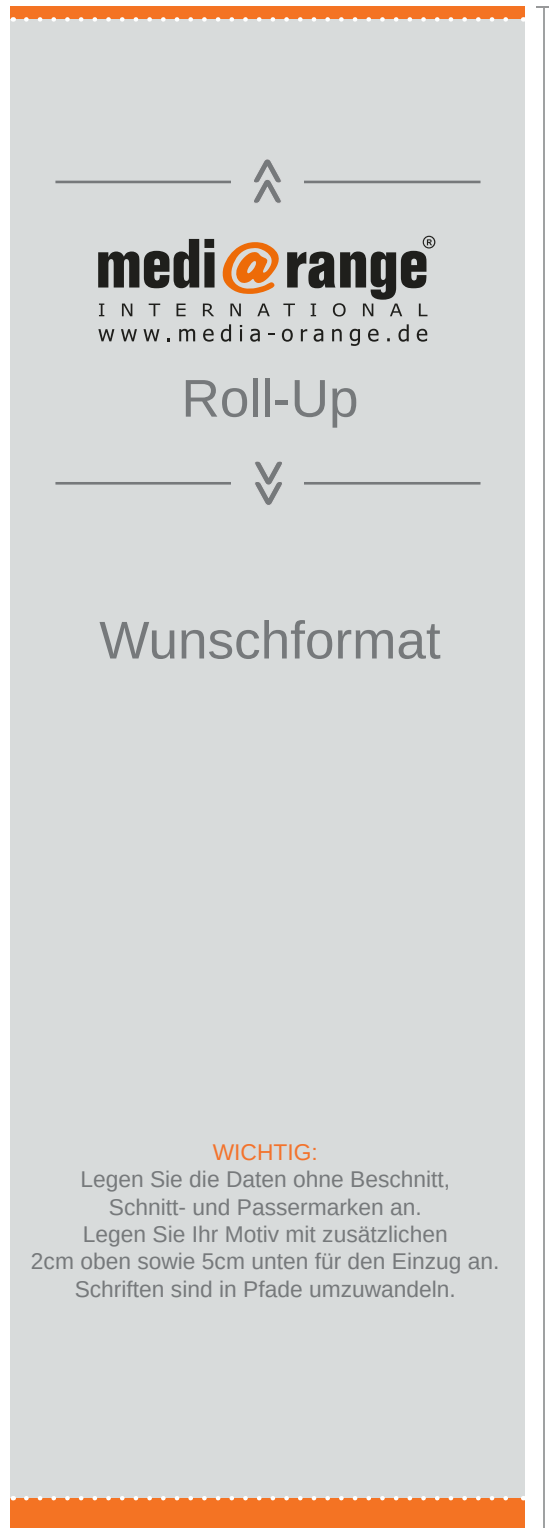 medi@range®
INTERNATIONAL
www.media-orange.de
Roll-Up
Wunschformat
WICHTIG:
Legen Sie die Daten ohne Beschnitt,
Schnitt- und Passermarken an.
Legen Sie Ihr Motiv mit zusätzlichen
2cm oben sowie 5cm unten für den Einzug an.
Schriften sind in Pfade umzuwandeln.